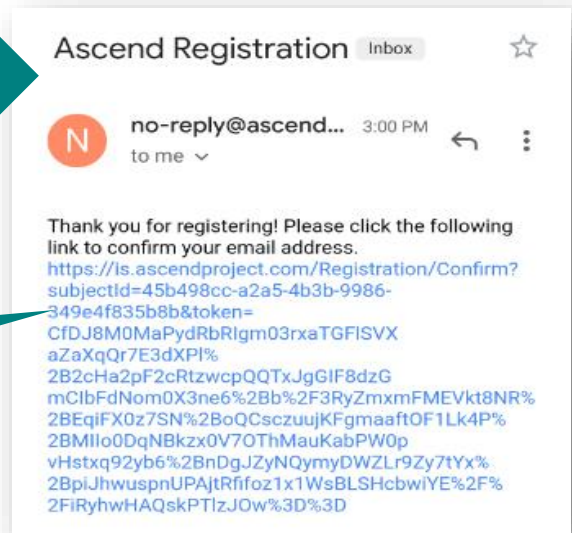 Ascend Registration Inbox
N
no-reply@ascend... 3:00 PM
to me
Thank you for registering! Please click the following
link to confirm your email address.
https://is.ascendproject.com/Registration/Confirm?
subjectId=45b498cc-a2a5-4b3b-9986-
349e4f835b8b&token=
CfDJ8M0MaPydRbRIgm03rxaTGFlSVX
aZaXqQr7E3dXPl%
2B2cHa2pF2cRtzwcpQQTxJgGIF8dzG
mClbFdNom0X3ne6%2Bb%2F3RyZmxmFMEVkt8NR%
2BEqiFX0z7SN%2BoQCsczuujKFgmaaftOF1Lk4P%
2BMIlo0DqNBkzx0V7OThMauKabPW0p
vHstxq92yb6%2BnDgJZyNQymyDWZLr9Zy7tYx%
2BpiJhwuspnUPAjtRfifoz1x1WsBLSHcbwiYE%2F%
2FiRyhwHAQskPTlzJOw%3D%3D